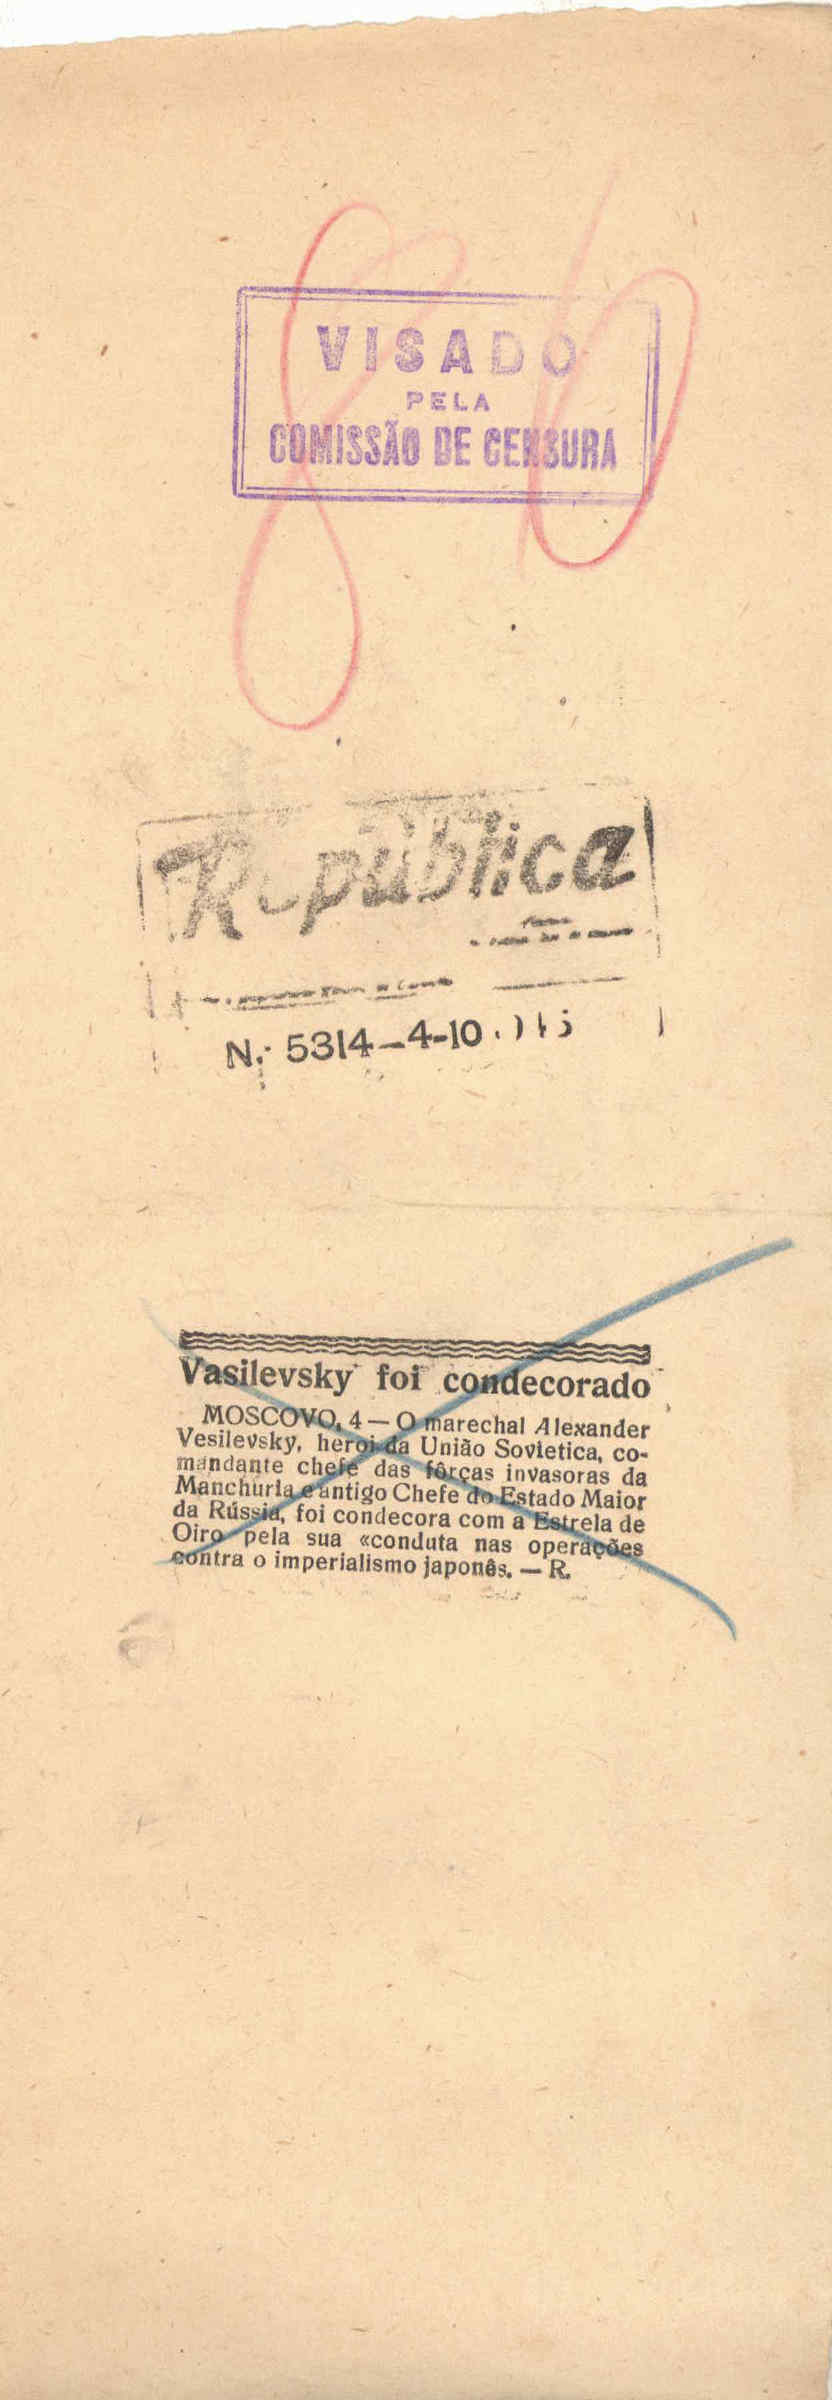 VISADO
PELA
COMISSÃO DE CENSURA
República
N.: 5314-4-10
Vasilevsky foi condecorado
MOSCOVO, 4 — O marechal Alexander
Vesilevsky, heroi da União Sovietica, co-
mandante chefe das fôrças invasoras da
Manchuria e antigo Chefe do Estado Maior
da Rússia, foi condecora com a Estrela de
Oiro pela sua «conduta nas operações
contra o imperialismo japonês. — R.